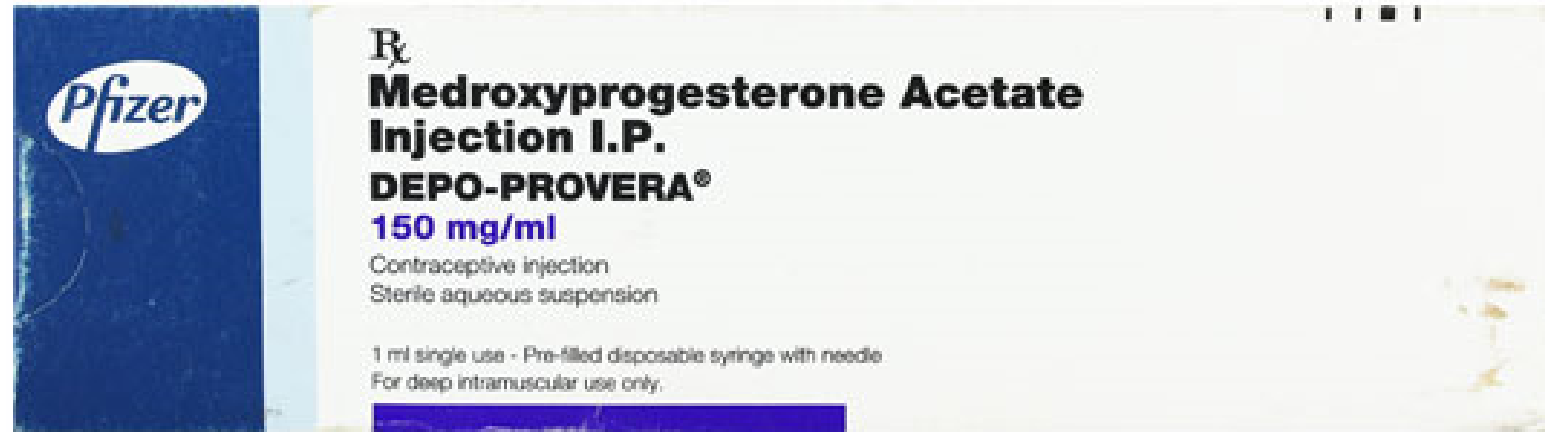 Pfizer
Rx
Medroxyprogesterone Acetate
Injection I.P.
DEPO-PROVERA®
150 mg/ml
Contraceptive injection
Sterile aqueous suspension
1 ml single use - Pre-filled disposable syringe with needle
For deep intramuscular use only.